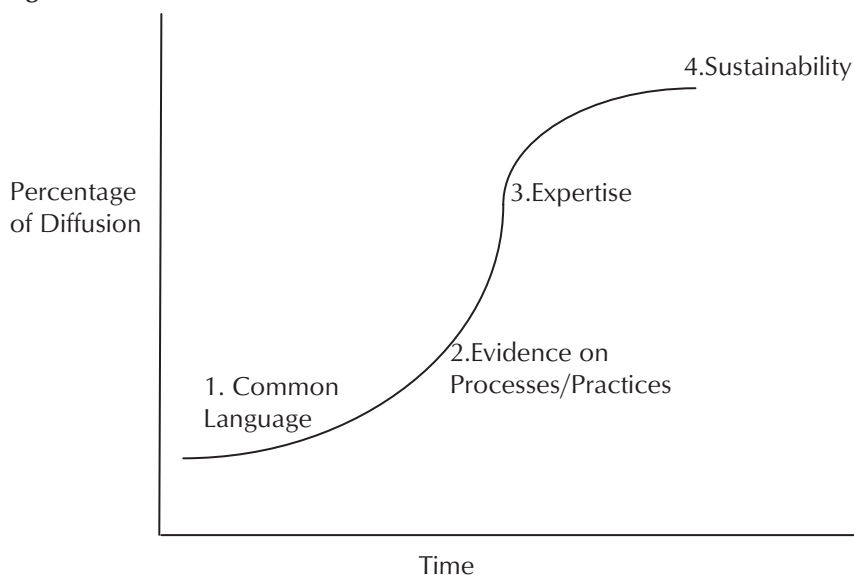 4.Sustainability
Percentage
of Diffusion
3.Expertise
2.Evidence on
Processes/Practices
1. Common
Language
Time